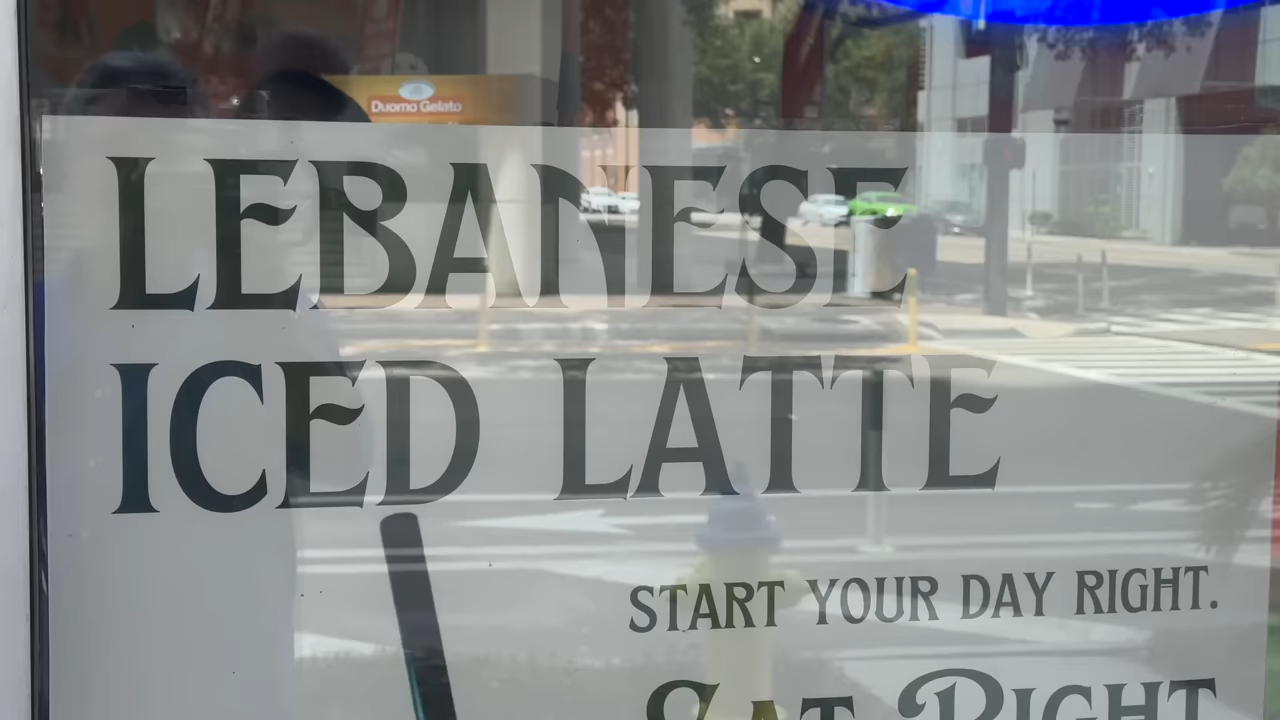 Duomo Gelato
LEBANESE
ICED LATTE
START YOUR DAY RIGHT.
EAT RIGHT